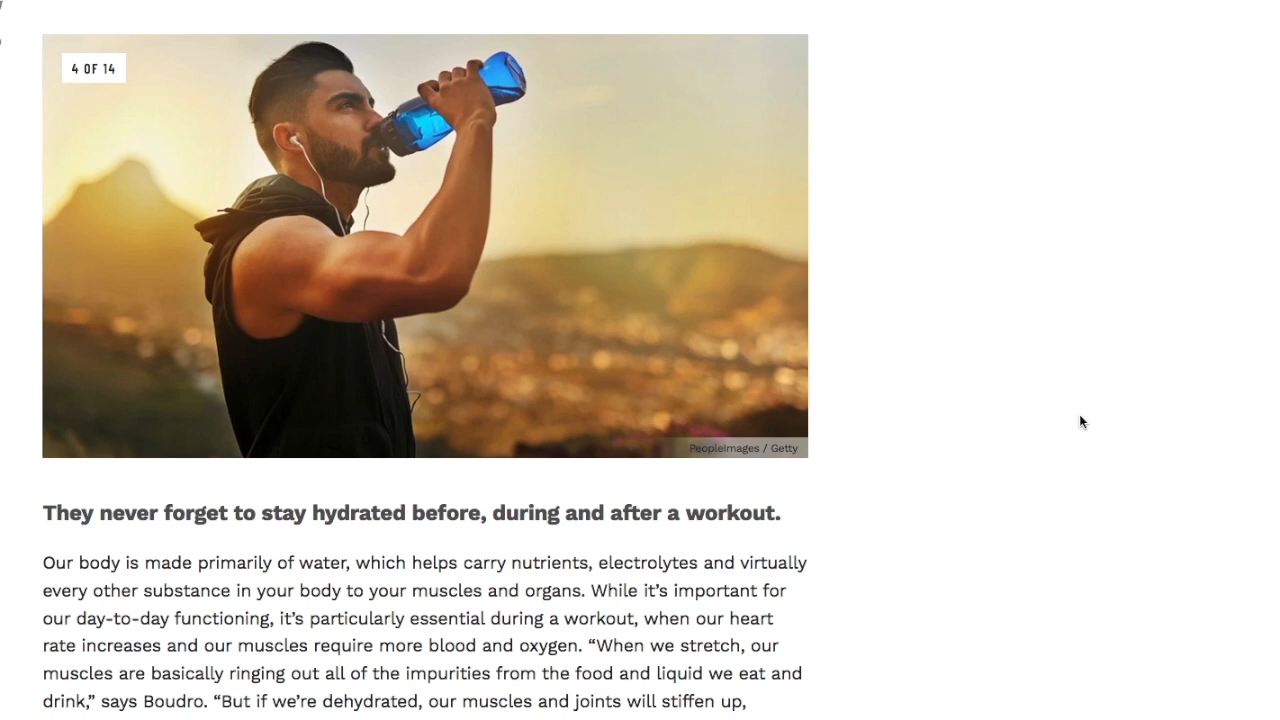 4 OF 14
PeopleImages / Getty
They never forget to stay hydrated before, during and after a workout.
Our body is made primarily of water, which helps carry nutrients, electrolytes and virtually
every other substance in your body to your muscles and organs. While it’s important for
our day-to-day functioning, it’s particularly essential during a workout, when our heart
rate increases and our muscles require more blood and oxygen. “When we stretch, our
muscles are basically ringing out all of the impurities from the food and liquid we eat and
drink,” says Boudro. “But if we’re dehydrated, our muscles and joints will stiffen up,